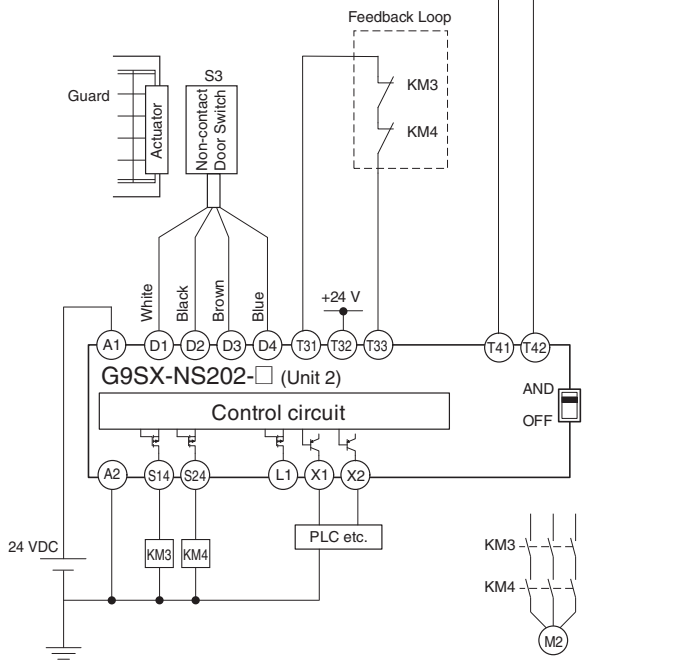 Feedback Loop
S3
Guard
Actuator
Non-contact
Door Switch
KM3
KM4
White
Black
Brown
Blue
+24 V
A1
D1
D2
D3
D4
T31
T32
T33
T41
T42
G9SX-NS202-□ (Unit 2)
AND
OFF
Control circuit
A2
S14
S24
L1
X1
X2
PLC etc.
24 VDC
KM3
KM4
KM3
KM4
M2